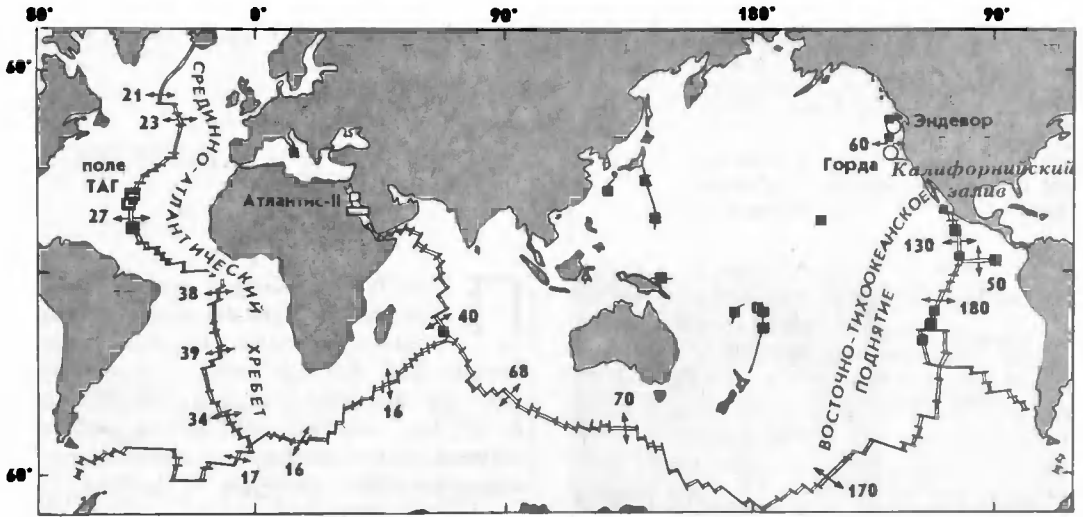 80° 0° 90° 180° 90°
60°
21
СРЕДИННО-АТЛАНТИЧЕСКИЙ ХРЕБЕТ
23
Эндевор
60
поле
ТАГ
Горда
Калифорнийский
залив
Атлантис-II
27
130
50
38
180
40
ВОСТОЧНО-ТИХООКЕАНСКОЕ
ПОДНЯТИЕ
39
68
16
70
34
17
16
60°
170